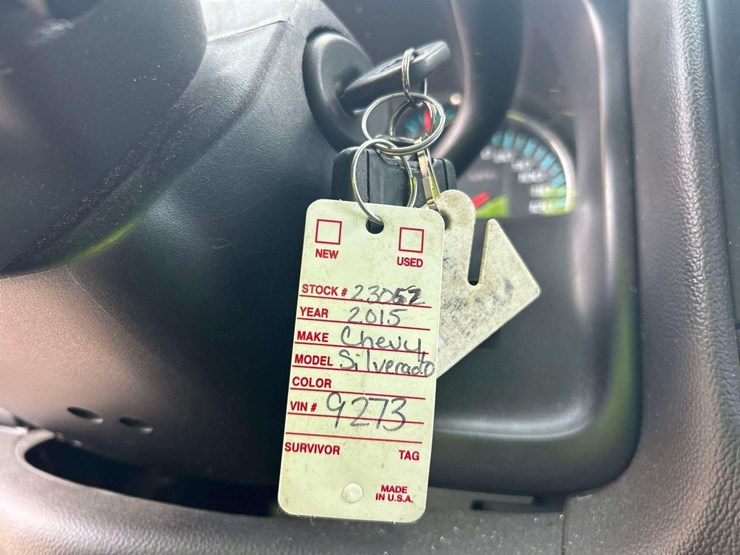 NEW USED
STOCK # 23052
YEAR 2015
MAKE Chevy
MODEL Silverado
COLOR
VIN # 9273
SURVIVOR TAG
MADE
IN U.S.A.